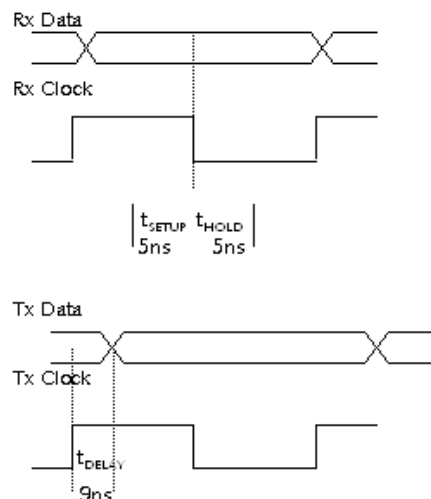 Rx Data
Rx Clock
tSETUP tHOLD
5ns 5ns
Tx Data
Tx Clock
tDELAY
9ns